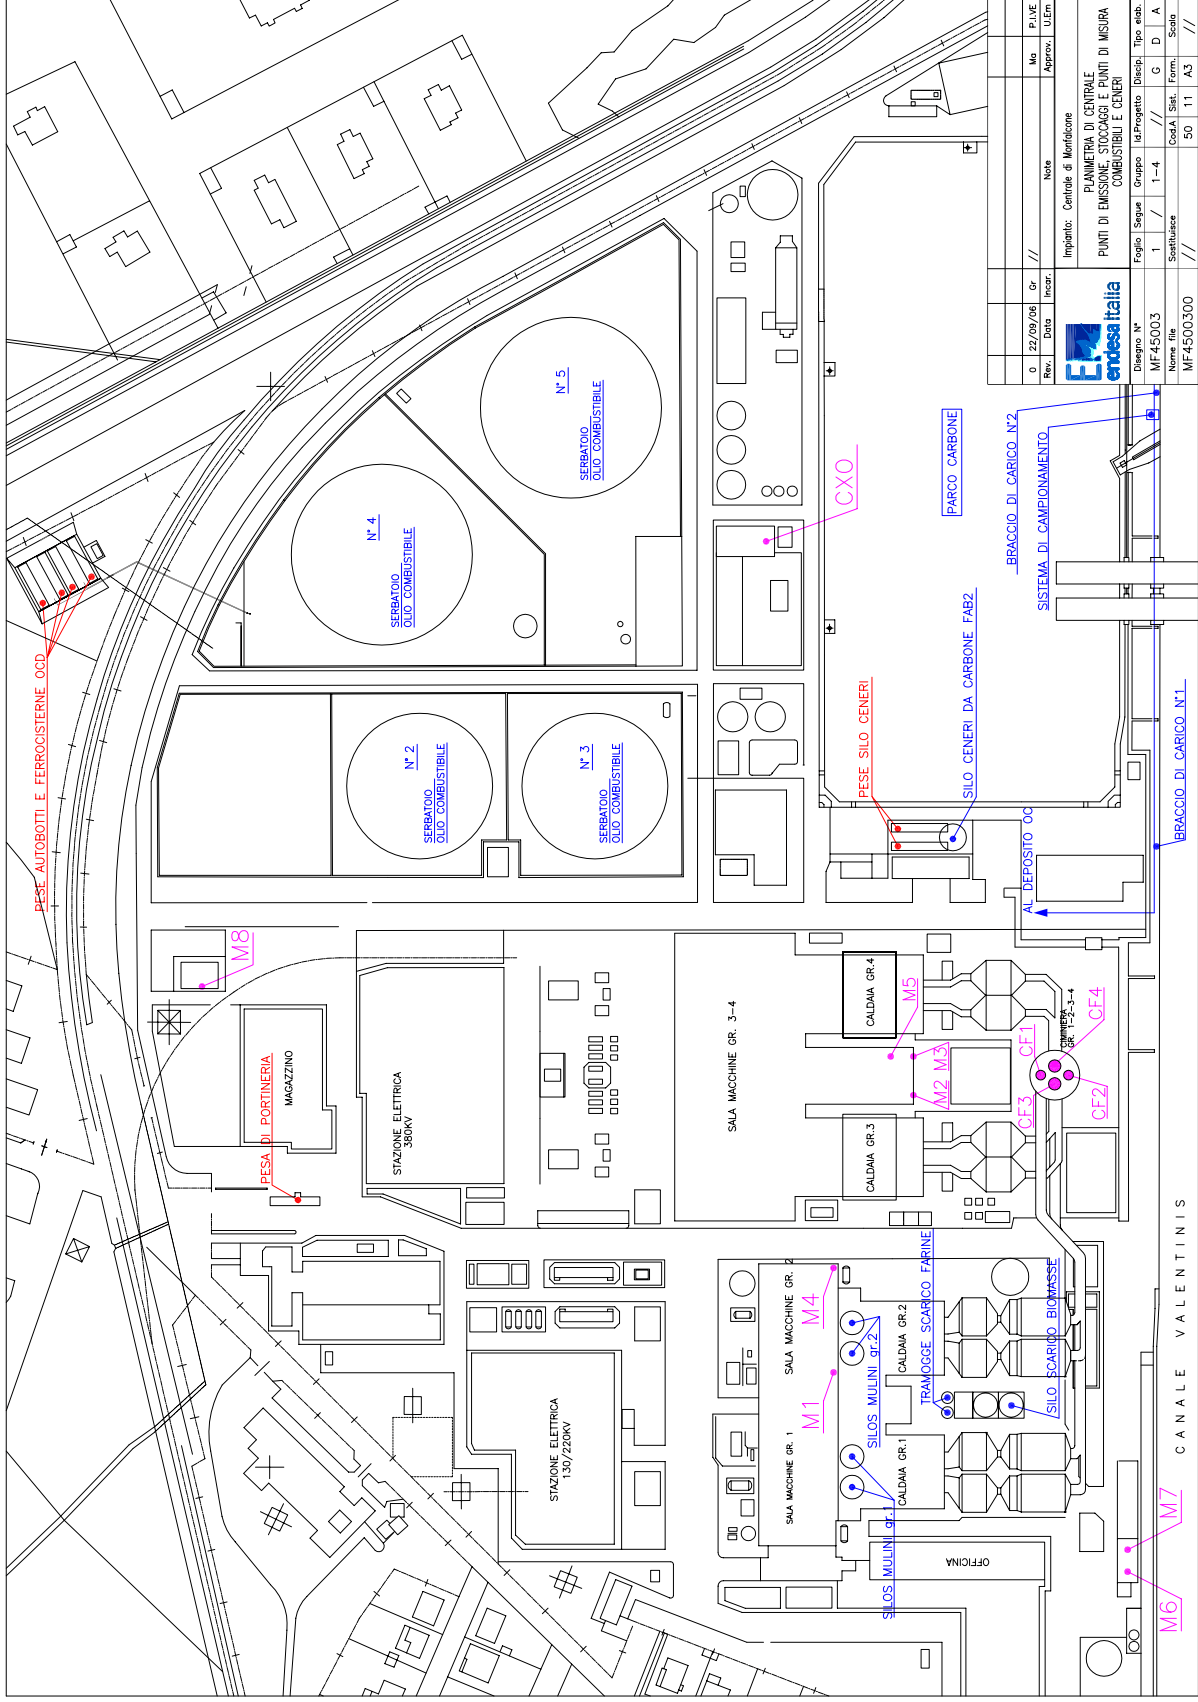 PESE AUTOBOTTI E FERROCISTERNE OCD
SERBATOIO
OLIO COMBUSTIBILE
N° 5
SERBATOIO
OLIO COMBUSTIBILE
N° 4
SERBATOIO
OLIO COMBUSTIBILE
N° 2
SERBATOIO
OLIO COMBUSTIBILE
N° 3
CXO
PARCO CARBONE
BRACCIO DI CARICO N°2
SISTEMA DI CAMPIONAMENTO
PESE SILO CENERI
SILO CENERI DA CARBONE FAB2
BRACCIO DI CARICO N°1
AL DEPOSITO OC
M8
MAGAZZINO
PESA DI PORTINERIA
STAZIONE ELETTRICA
380KV
SALA MACCHINE GR. 3-4
CALDAIA GR.4
CALDAIA GR.3
M5
M2
M3
CF1
CF4
CF3
CF2
CIMINIERA
GR. 1-2-3-4
STAZIONE ELETTRICA
130/220KV
SALA MACCHINE GR. 2
SALA MACCHINE GR. 1
M4
M1
SILOS MULINI gr.2
SILOS MULINI gr.1
CALDAIA GR.2
CALDAIA GR.1
TRAMOGGE SCARICO FARINE
SILO SCARICO BIOMASSE
OFFICINA
M6
M7
CANALE VALENTINIS
0 22/09/06 Gr // Ma P.I.VE
Rev. Data Incar. Note Approv. U.Em
EI
endesa italia
Impianto: Centrale di Monfalcone
PLANIMETRIA DI CENTRALE
PUNTI DI EMISSIONE, STOCCAGGI E PUNTI DI MISURA
COMBUSTIBILI E CENERI
Disegno N° Foglio Segue Gruppo Id.Progetto Discip. Tipo elab.
MF45003 1 / 1-4 // G D A
Nome file Sostituisce Cod.A Sist. Form. Scala
MF4500300 // 50 11 A3 //